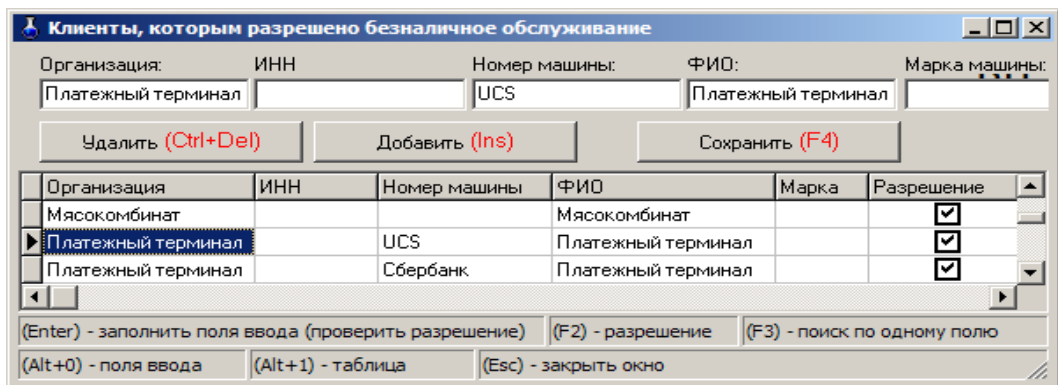 Клиенты, которым разрешено безналичное обслуживание
Организация: ИНН Номер машины: ФИО: Марка машины:
Платежный терминал UCS Платежный терминал
Удалить (Ctrl+Del) Добавить (Ins) Сохранить (F4)
Организация ИНН Номер машины ФИО Марка Разрешение
Мясокомбинат Мясокомбинат
Платежный терминал UCS Платежный терминал
Платежный терминал Сбербанк Платежный терминал
(Enter) - заполнить поля ввода (проверить разрешение) (F2) - разрешение (F3) - поиск по одному полю
(Alt+0) - поля ввода (Alt+1) - таблица (Esc) - закрыть окно